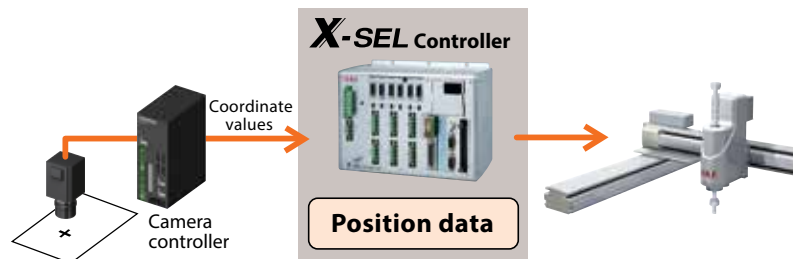 X-SEL Controller
Coordinate
values
Camera
controller
Position data